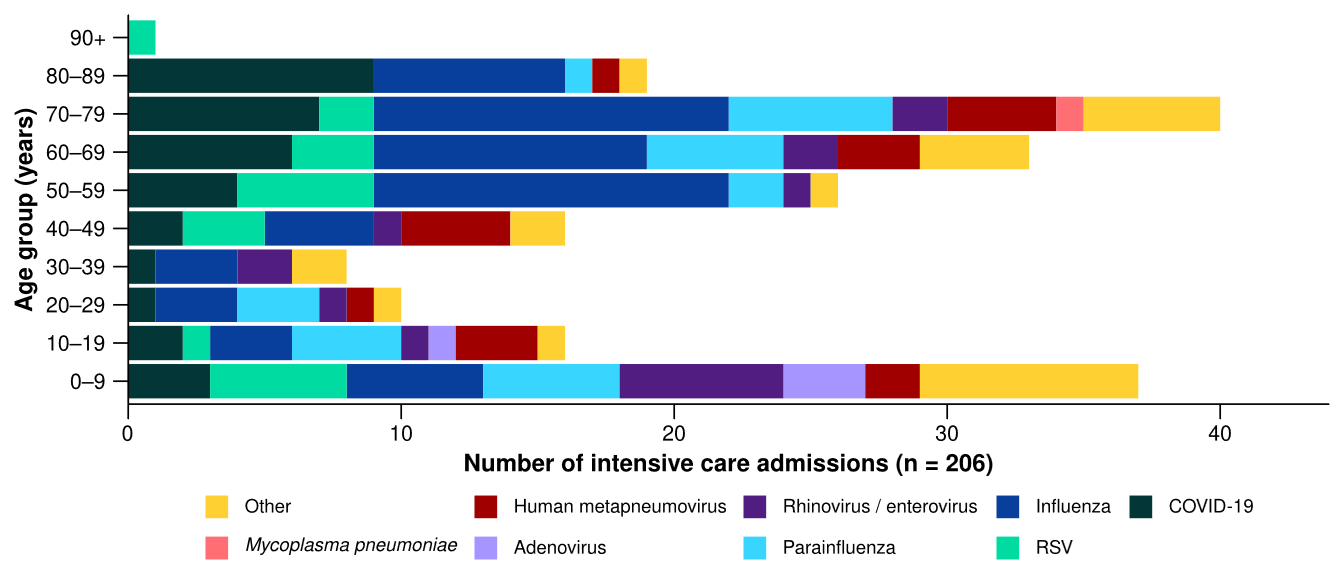 Age group (years)
90+
80–89
70–79
60–69
50–59
40–49
30–39
20–29
10–19
0–9
0 10 20 30 40
Number of intensive care admissions (n = 206)
Other Human metapneumovirus Rhinovirus / enterovirus Influenza COVID-19
Mycoplasma pneumoniae Adenovirus Parainfluenza RSV